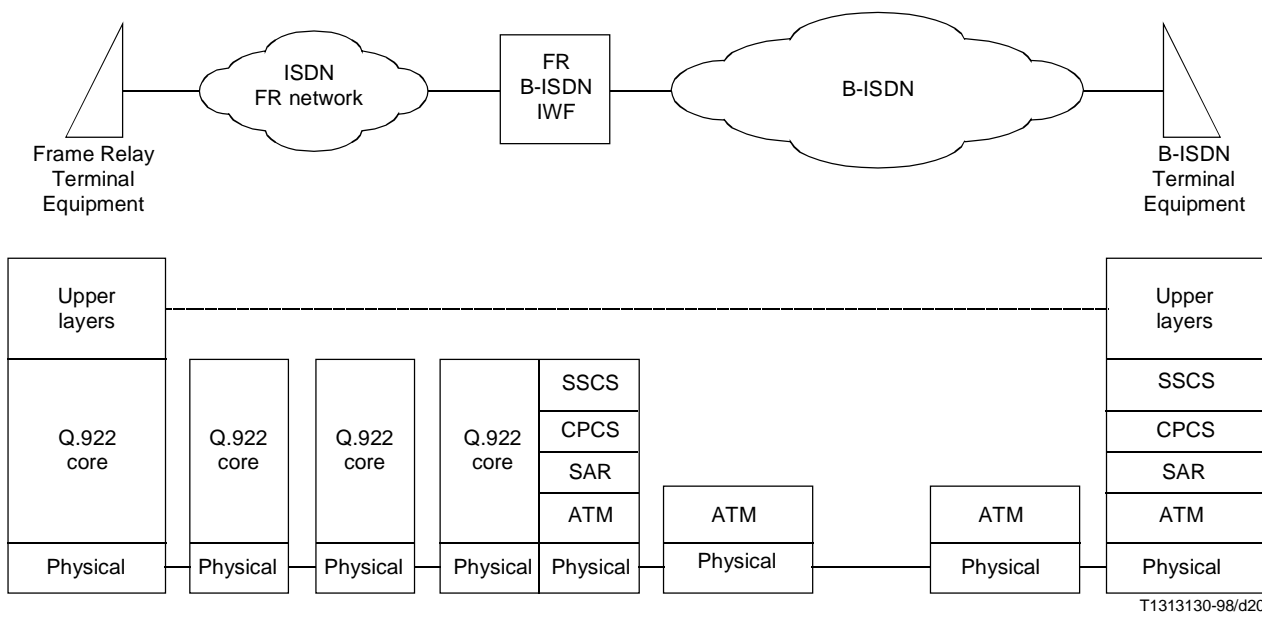 ISDN
FR network
FR
B-ISDN
IWF
B-ISDN
Frame Relay
Terminal
Equipment
B-ISDN
Terminal
Equipment
Upper
layers
Upper
layers
Q.922
core
Q.922
core
Q.922
core
Q.922
core
SSCS
CPCS
SAR
ATM
ATM
ATM
SSCS
CPCS
SAR
ATM
Physical
Physical
Physical
Physical
Physical
Physical
Physical
Physical
T1313130-98/d20